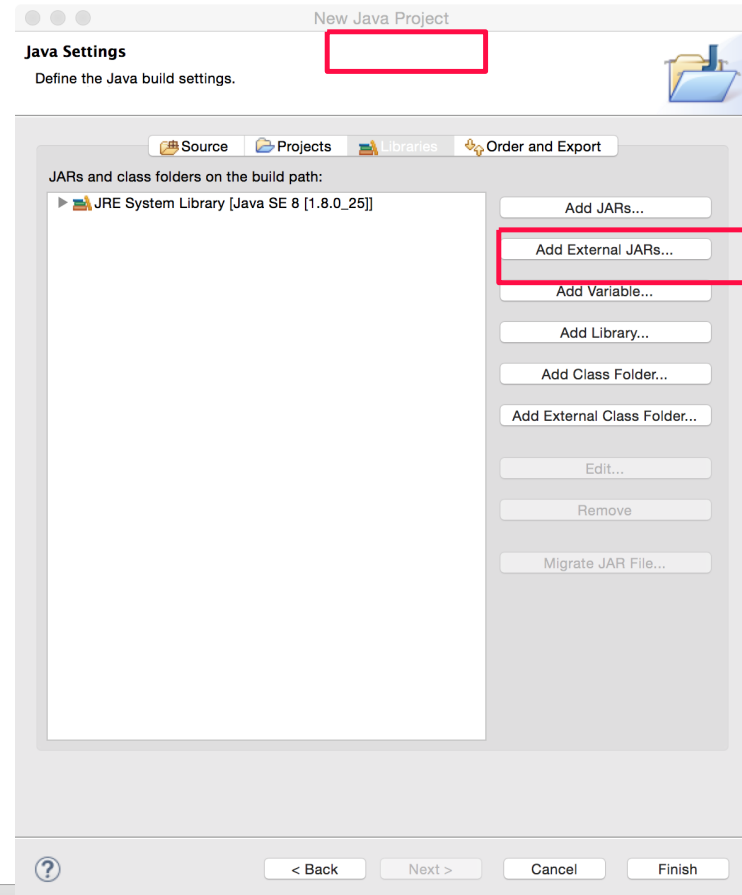 New Java Project
Java Settings
Define the Java build settings.
Source Projects Libraries Order and Export
JARs and class folders on the build path:
JRE System Library [Java SE 8 [1.8.0_25]]
Add JARs...
Add External JARs...
Add Variable...
Add Library...
Add Class Folder...
Add External Class Folder...
Edit...
Remove
Migrate JAR File...
? < Back Next > Cancel Finish